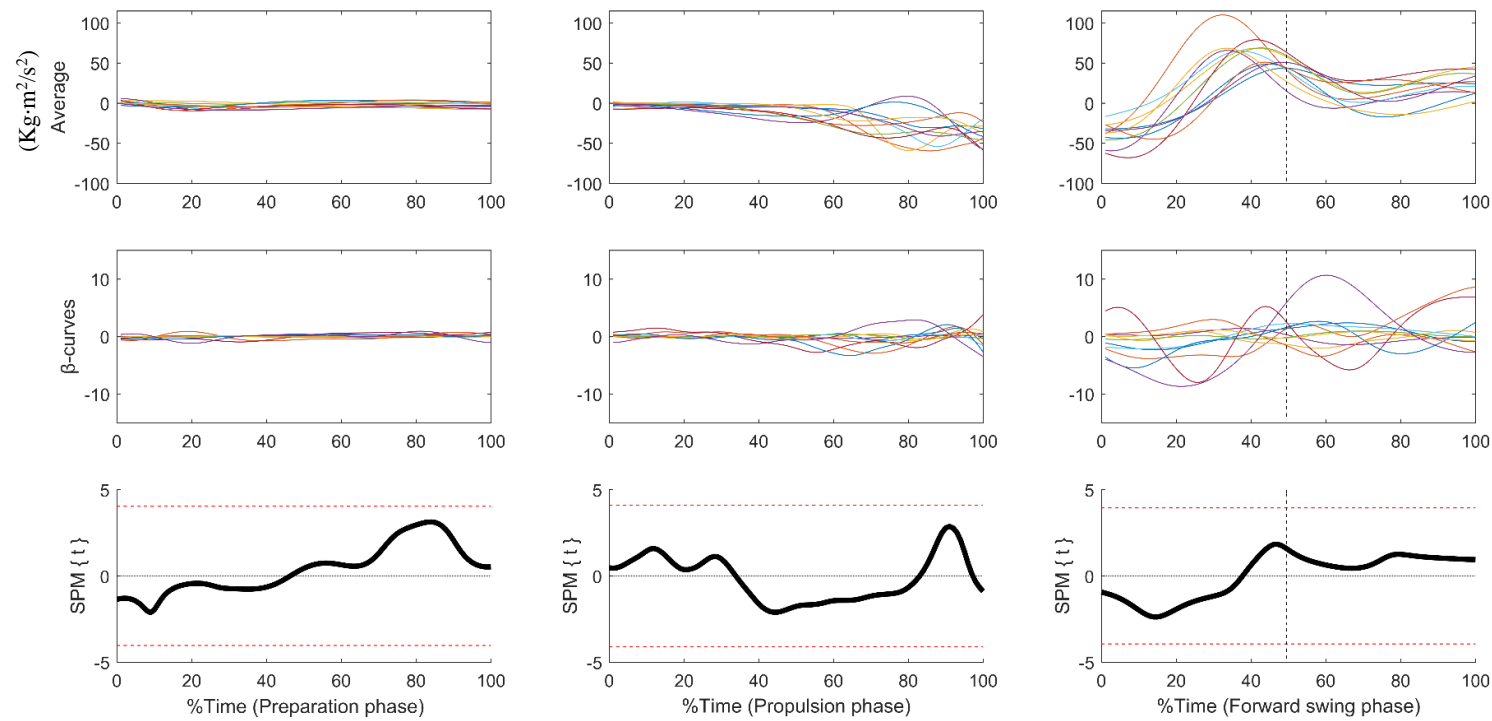 (Kg·m²/s²)
Average
100
50
0
-50
-100
0 20 40 60 80 100
100
50
0
-50
-100
0 20 40 60 80 100
100
50
0
-50
-100
0 20 40 60 80 100
β-curves
10
0
-10
0 20 40 60 80 100
10
0
-10
0 20 40 60 80 100
10
0
-10
0 20 40 60 80 100
SPM { t }
5
0
-5
0 20 40 60 80 100
%Time (Preparation phase)
SPM { t }
5
0
-5
0 20 40 60 80 100
%Time (Propulsion phase)
SPM { t }
5
0
-5
0 20 40 60 80 100
%Time (Forward swing phase)